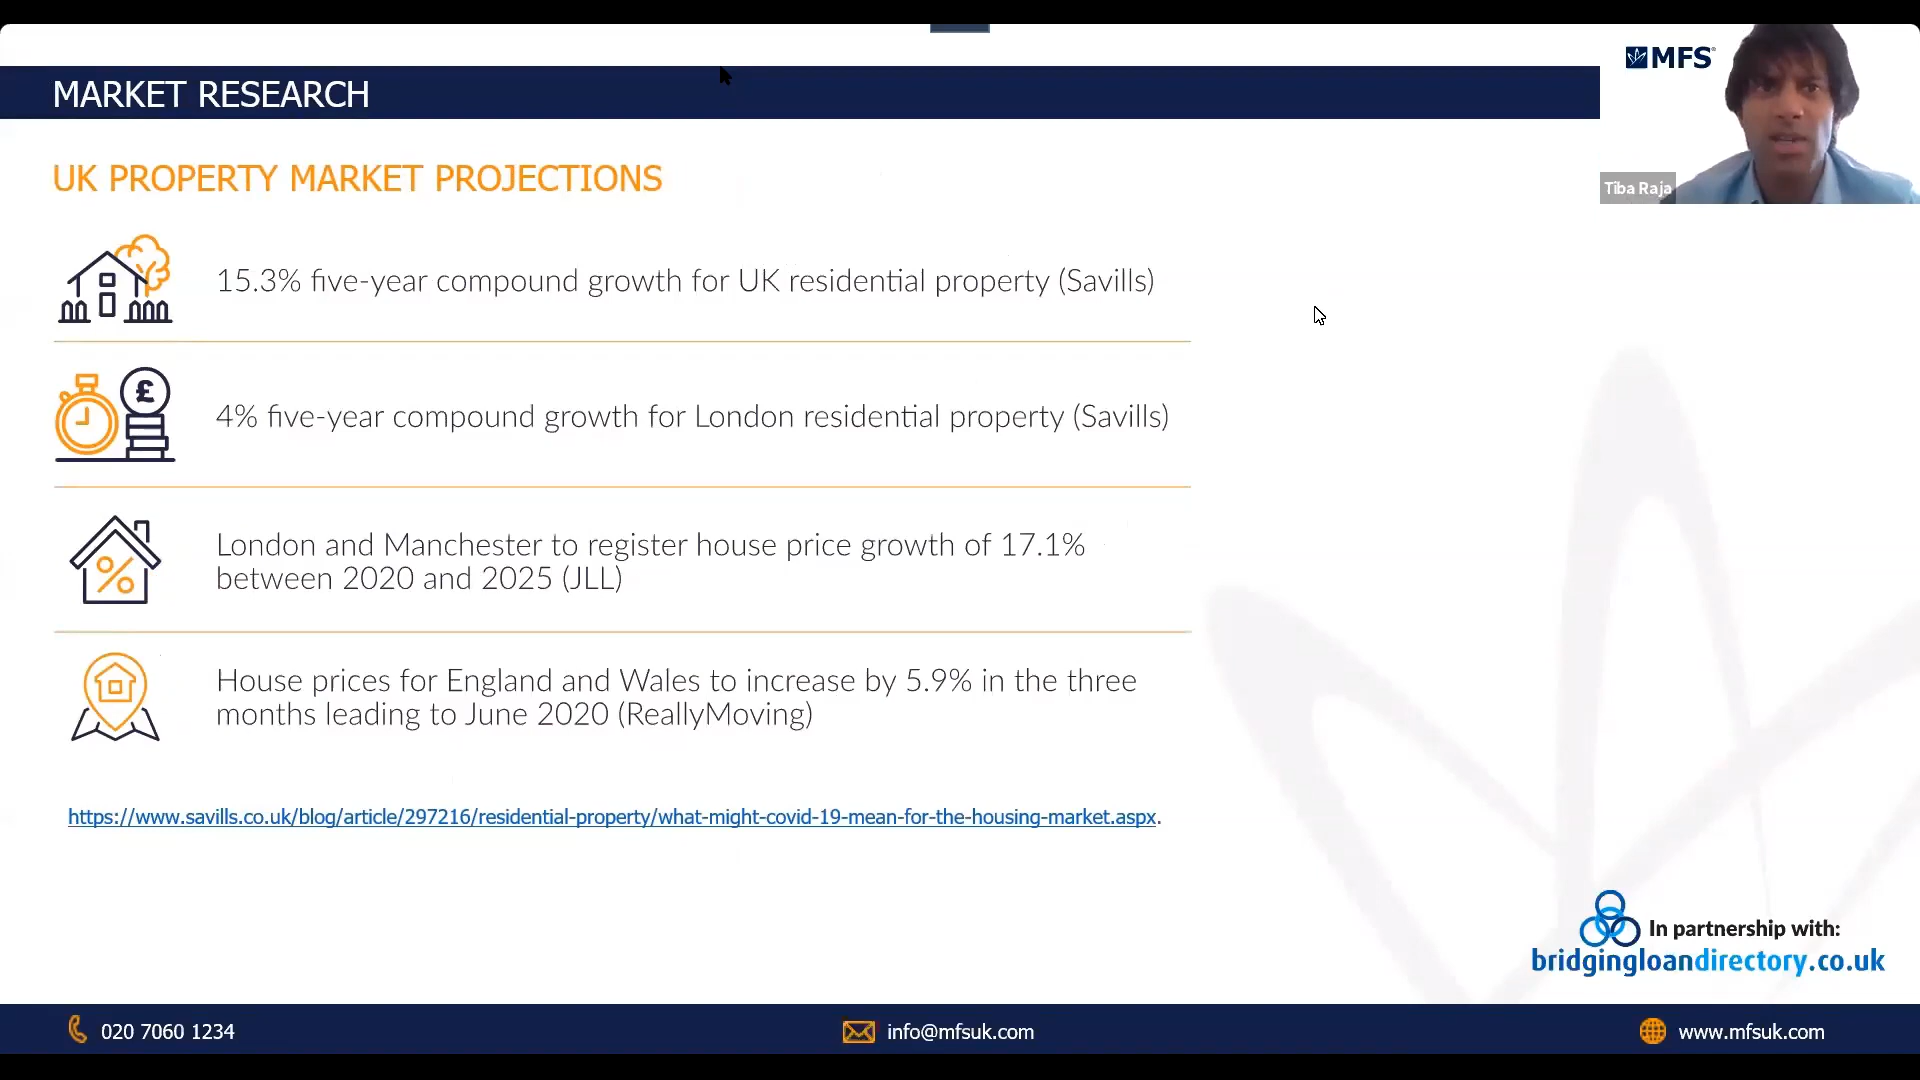 MFS
MARKET RESEARCH
Tiba Raja
UK PROPERTY MARKET PROJECTIONS
15.3% five-year compound growth for UK residential property (Savills)
£
4% five-year compound growth for London residential property (Savills)
%
London and Manchester to register house price growth of 17.1%
between 2020 and 2025 (JLL)
House prices for England and Wales to increase by 5.9% in the three
months leading to June 2020 (ReallyMoving)
https://www.savills.co.uk/blog/article/297216/residential-property/what-might-covid-19-mean-for-the-housing-market.aspx.
In partnership with:
bridgingloandirectory.co.uk
020 7060 1234
info@mfsuk.com
www.mfsuk.com